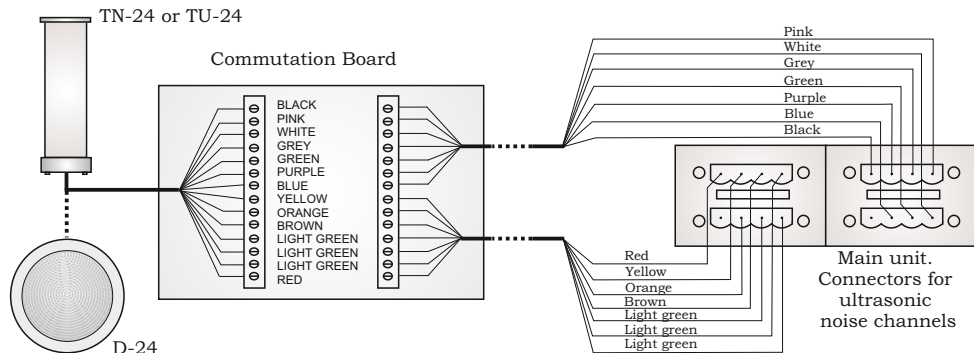 TN-24 or TU-24
Commutation Board
BLACK
PINK
WHITE
GREY
GREEN
PURPLE
BLUE
YELLOW
ORANGE
BROWN
LIGHT GREEN
LIGHT GREEN
LIGHT GREEN
RED
D-24
Pink
White
Grey
Green
Purple
Blue
Black
Red
Yellow
Orange
Brown
Light green
Light green
Light green
Main unit.
Connectors for
ultrasonic
noise channels